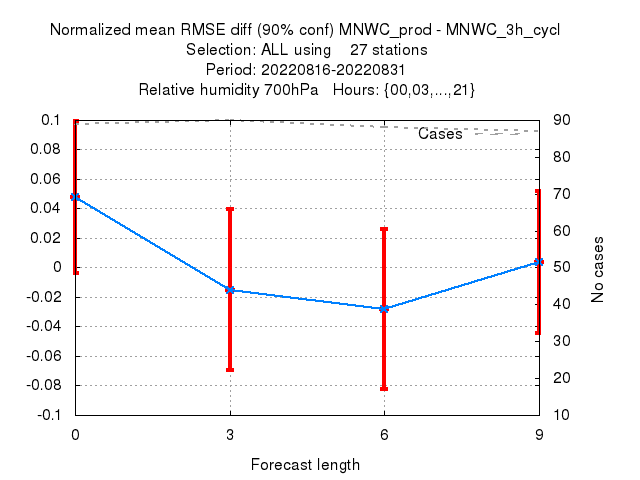 Normalized mean RMSE diff (90% conf) MNWC_prod - MNWC_3h_cycl
Selection: ALL using    27 stations
Period: 20220816-20220831
Relative humidity 700hPa   Hours: {00,03,...,21}
0.1
0.08
0.06
0.04
0.02
0
-0.02
-0.04
-0.06
-0.08
-0.1
Cases
90
80
70
60
50
40
30
20
10
No cases
0 3 6 9
Forecast length